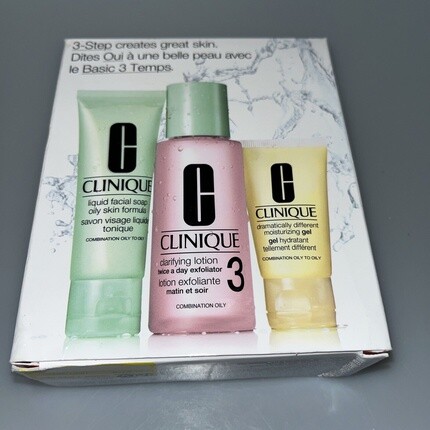 3-Step creates great skin.
Dites Oui à une belle peau avec
le Basic 3 Temps.
C
CLINIQUE
liquid facial soap
oily skin formula
savon visage liquide
tonique
COMBINATION OILY TO OILY
C
CLINIQUE
clarifying lotion
twice a day exfoliator
lotion exfoliante
matin et soir
3
COMBINATION OILY
C
CLINIQUE
dramatically different
moisturizing gel
gel hydratant
tellement différent
COMBINATION OILY TO OILY